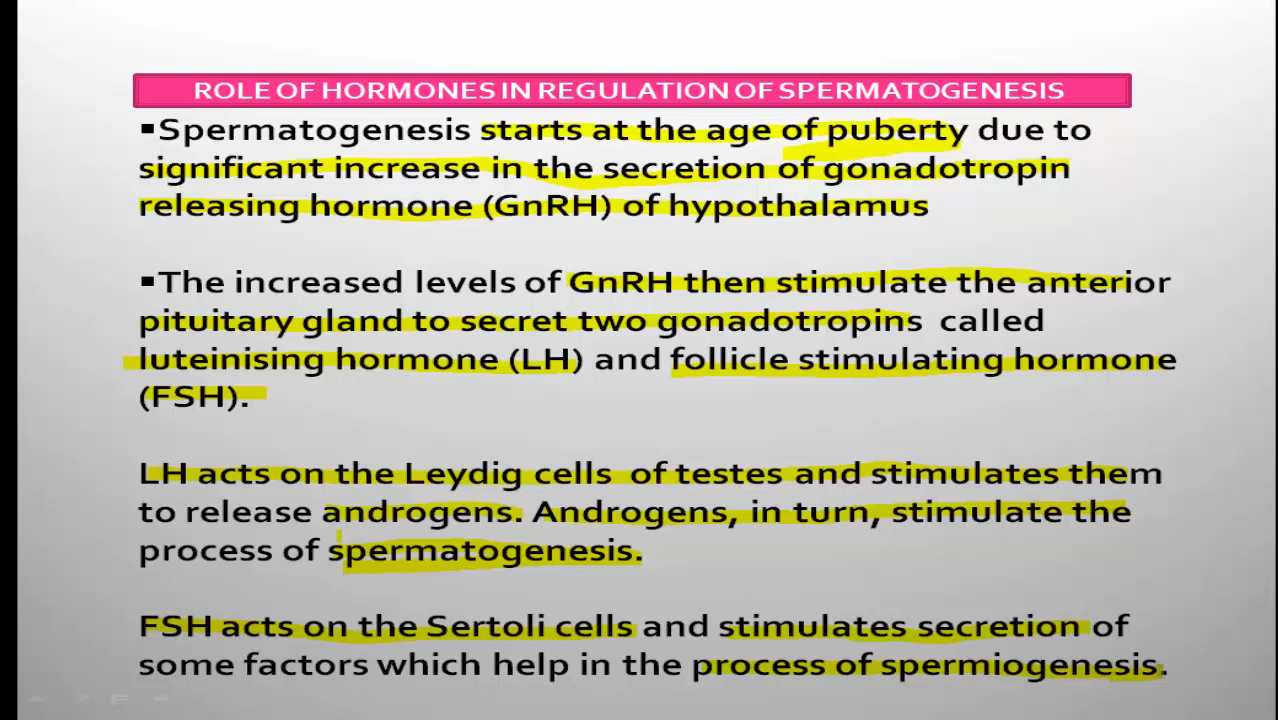 ROLE OF HORMONES IN REGULATION OF SPERMATOGENESIS
▪Spermatogenesis starts at the age of puberty due to
significant increase in the secretion of gonadotropin
releasing hormone (GnRH) of hypothalamus
▪The increased levels of GnRH then stimulate the anterior
pituitary gland to secret two gonadotropins called
luteinising hormone (LH) and follicle stimulating hormone
(FSH).
LH acts on the Leydig cells of testes and stimulates them
to release androgens. Androgens, in turn, stimulate the
process of spermatogenesis.
FSH acts on the Sertoli cells and stimulates secretion of
some factors which help in the process of spermiogenesis.